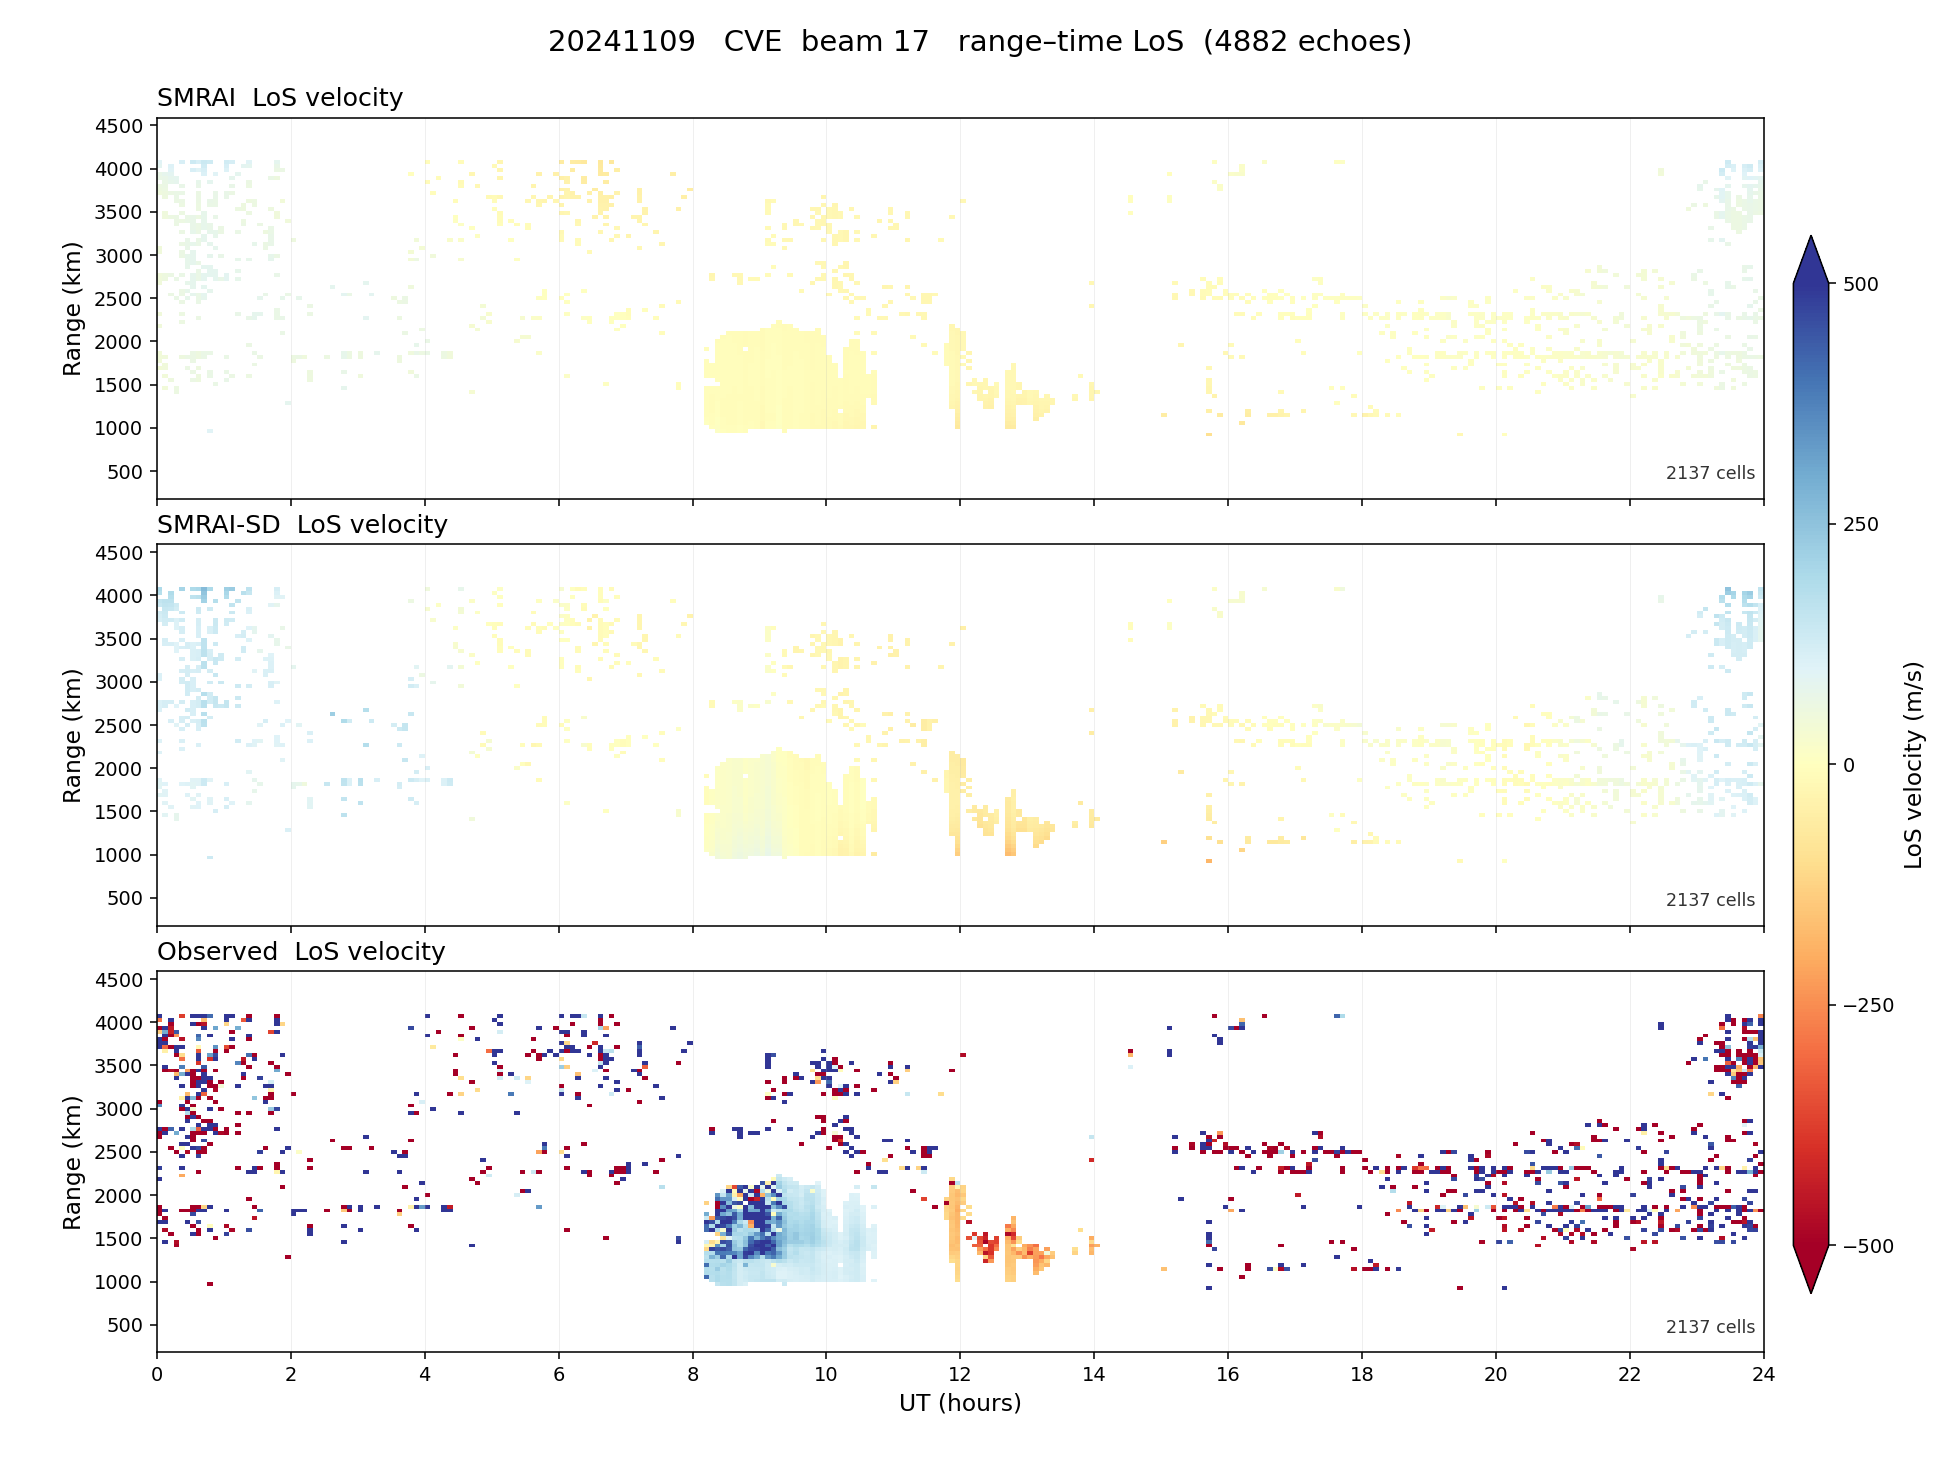 20241109   CVE  beam 17   range–time LoS  (4882 echoes)
SMRAI  LoS velocity
4500
4000
3500
3000
2500
2000
1500
1000
500
Range (km)
2137 cells
SMRAI-SD  LoS velocity
4500
4000
3500
3000
2500
2000
1500
1000
500
Range (km)
2137 cells
Observed  LoS velocity
4500
4000
3500
3000
2500
2000
1500
1000
500
Range (km)
2137 cells
0 2 4 6 8 10 12 14 16 18 20 22 24
UT (hours)
500
250
0
−250
−500
LoS velocity (m/s)